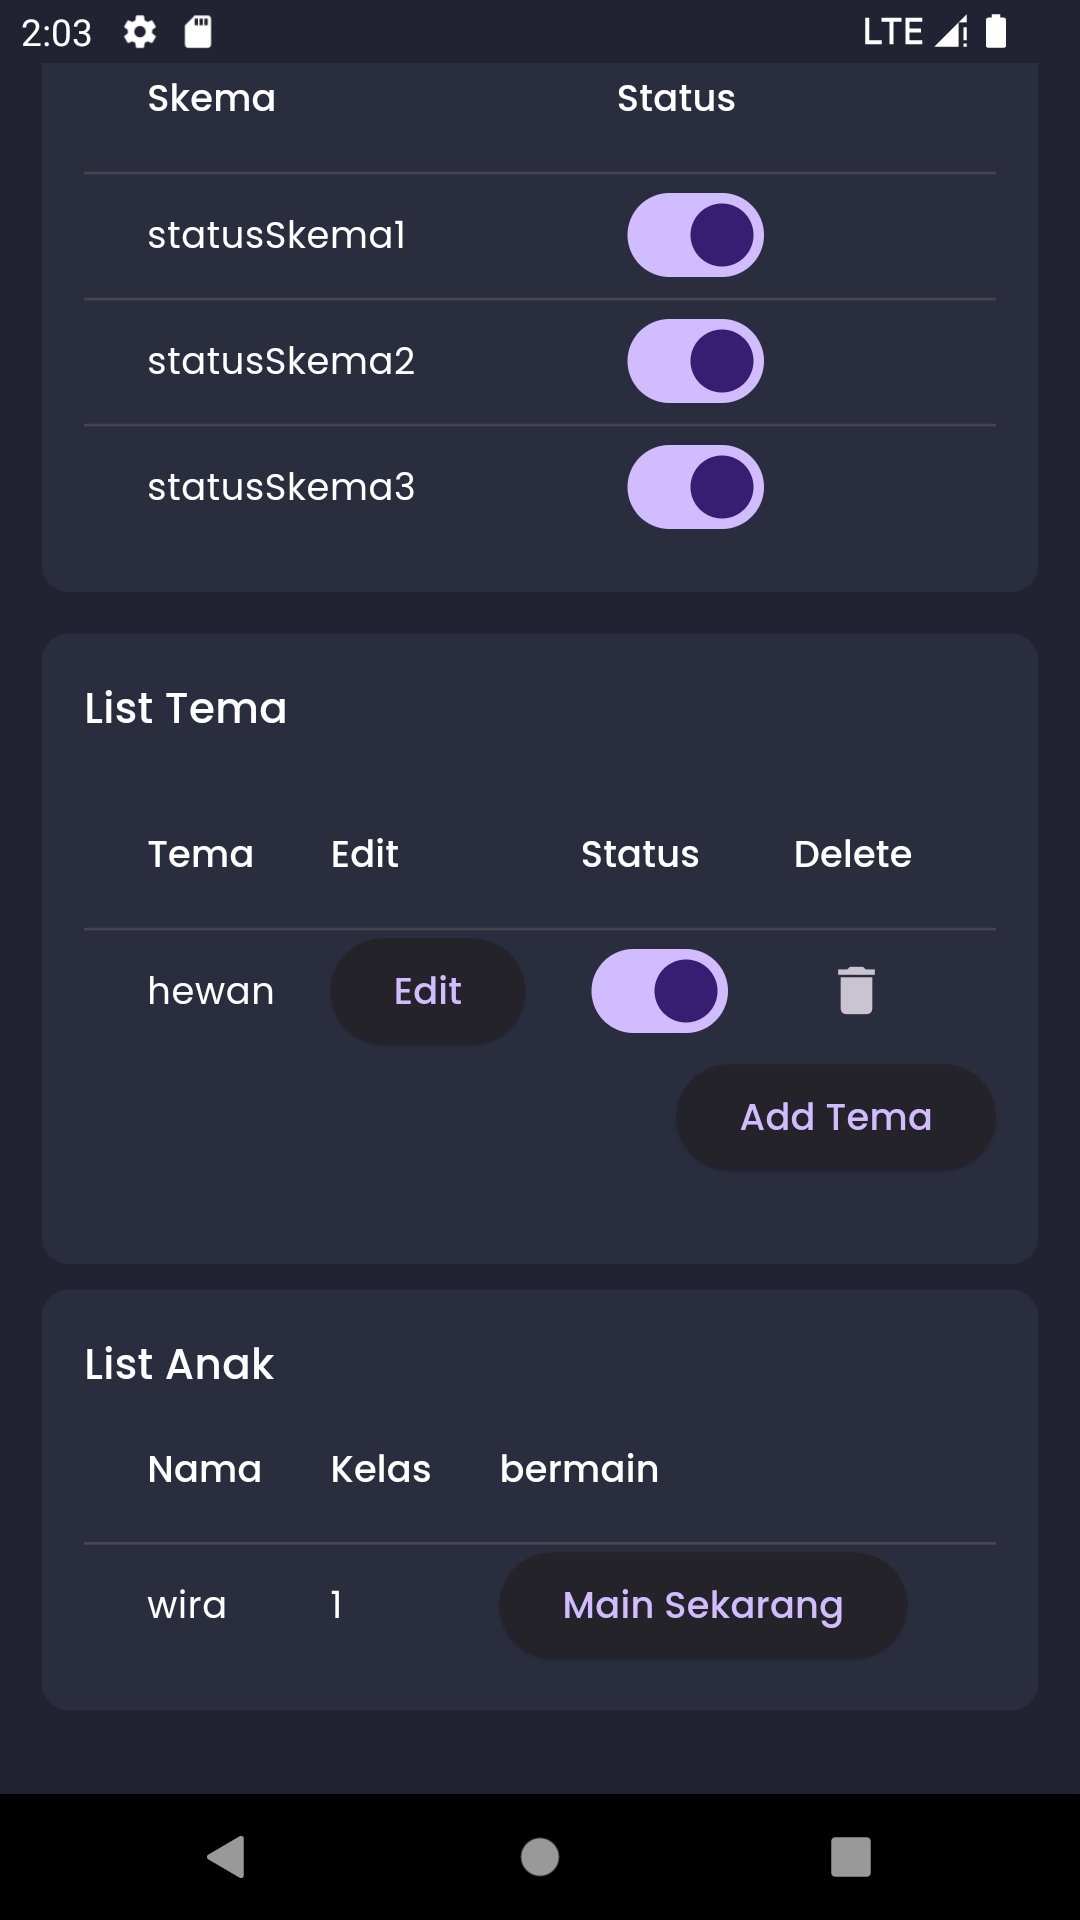 2:03 LTE
Skema Status
statusSkema1
statusSkema2
statusSkema3
List Tema
Tema Edit Status Delete
hewan Edit
Add Tema
List Anak
Nama Kelas bermain
wira 1 Main Sekarang